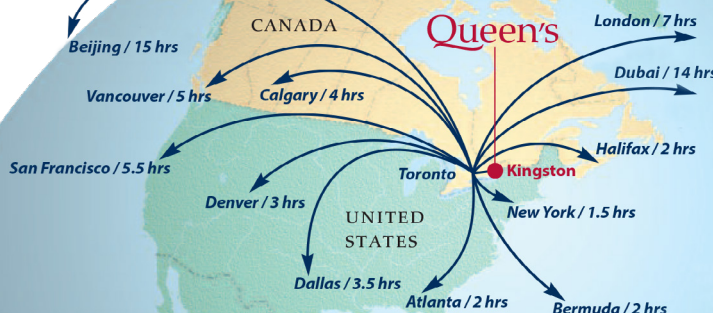 CANADA
Queen's
London / 7 hrs
Beijing / 15 hrs
Dubai / 14 hrs
Vancouver / 5 hrs
Calgary / 4 hrs
Halifax / 2 hrs
San Francisco / 5.5 hrs
Toronto
Kingston
Denver / 3 hrs
New York / 1.5 hrs
UNITED
STATES
Dallas / 3.5 hrs
Atlanta / 2 hrs
Bermuda / 2 hrs